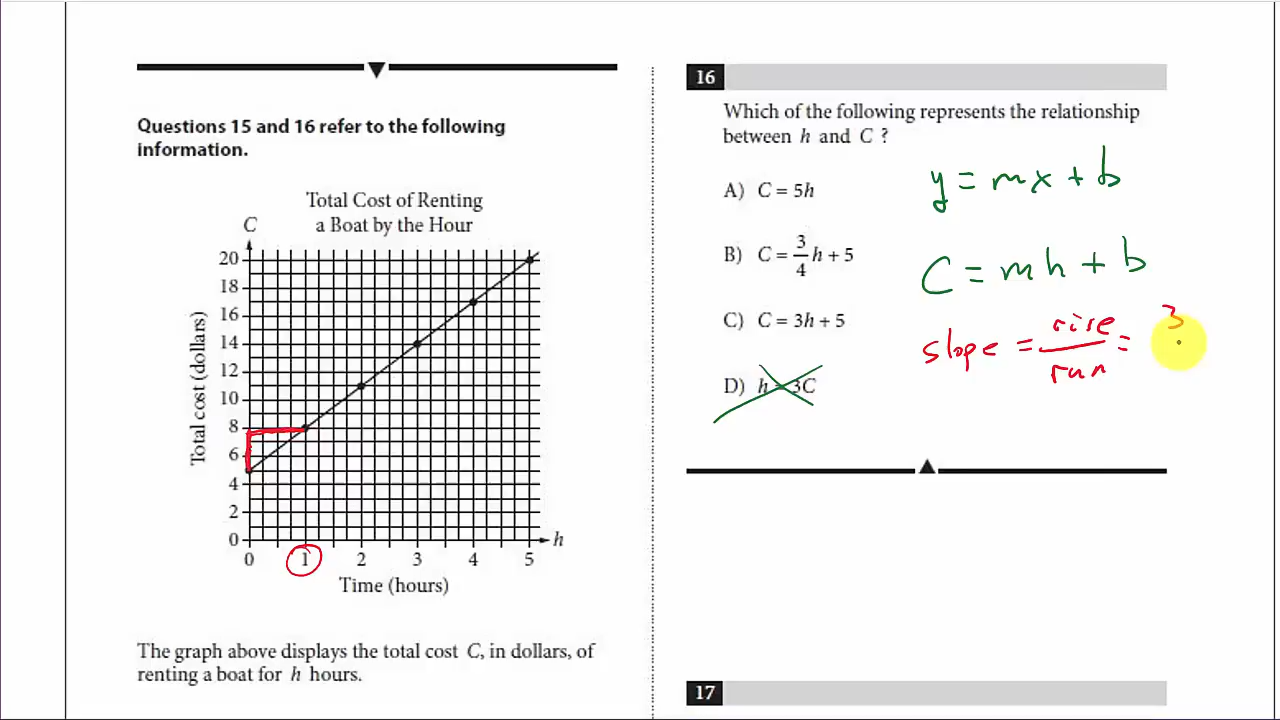 Questions 15 and 16 refer to the following
information.
Total Cost of Renting
a Boat by the Hour
C
Total cost (dollars)
20
18
16
14
12
10
8
6
4
2
0
0 1 2 3 4 5
h
Time (hours)
The graph above displays the total cost C, in dollars, of
renting a boat for h hours.
16
Which of the following represents the relationship
between h and C ?
A) C = 5h
B) C = 3/4 h + 5
C) C = 3h + 5
D) h = 3C
y = mx + b
C = mh + b
slope = rise/run = 3
17